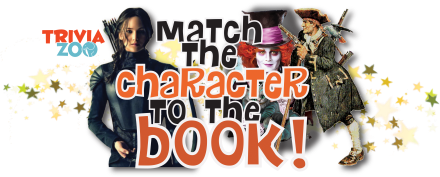 TRIVIA
ZOO
MATCH
THE
CHARACTER
TO THE
BOOK!